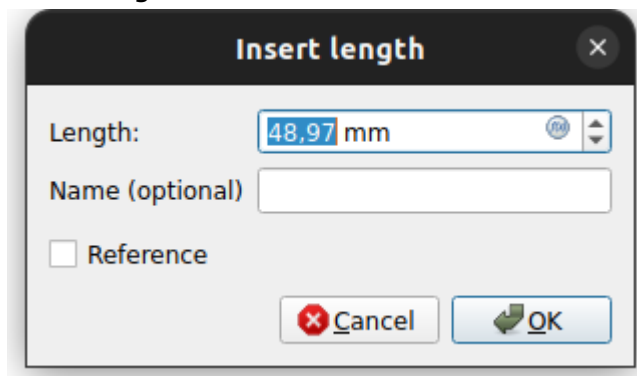 Insert length
Length: 48,97 mm
Name (optional)
Reference
Cancel OK